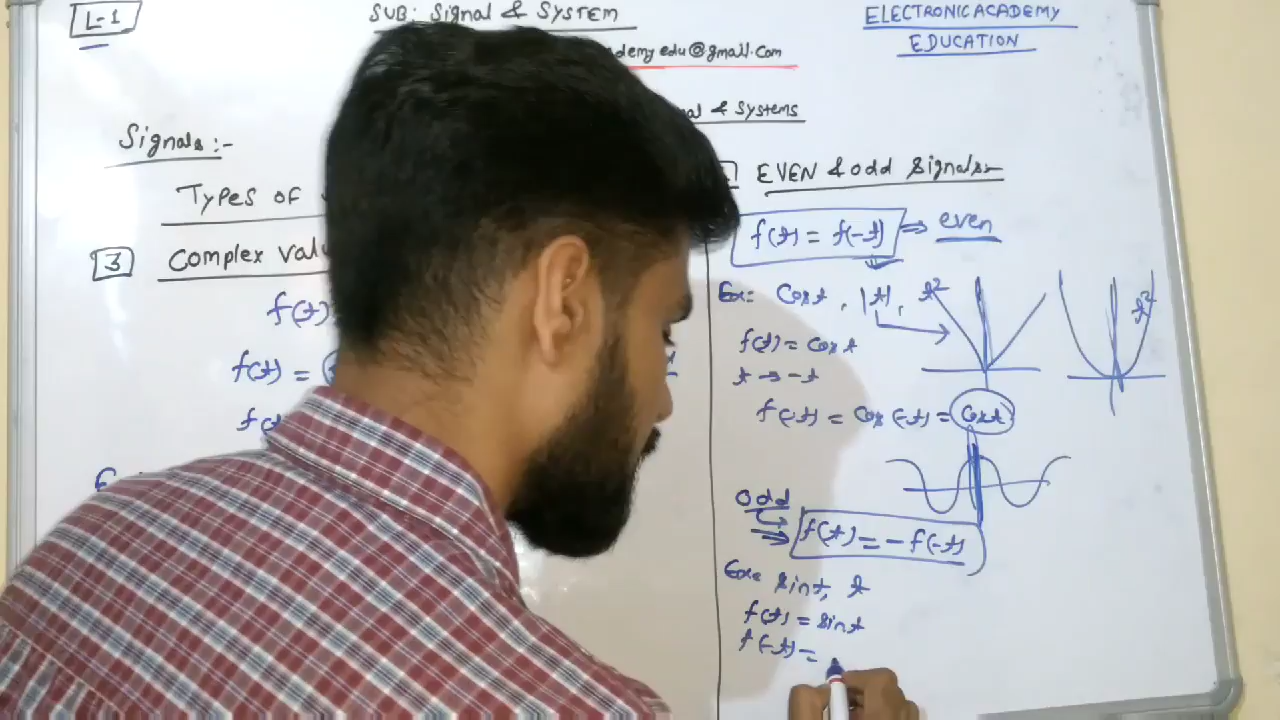 L-1
SUB: Signal & SYSTEM
demy edu@gmail.com
ELECTRONIC ACADEMY
EDUCATION
& Systems
Signals:-
Types of
3 Complex val
f(t)
f(t) =
EVEN & odd Signals:-
f(t) = f(-t) ⇒ even
Ex: Cost, |t|, t²
t²
f(t) = cost
t → -t
f(-t) = Cos(-t) = Cost
Odd
f(t) = -f(-t)
Ex: sint, t
f(t) = sint
f(-t) =